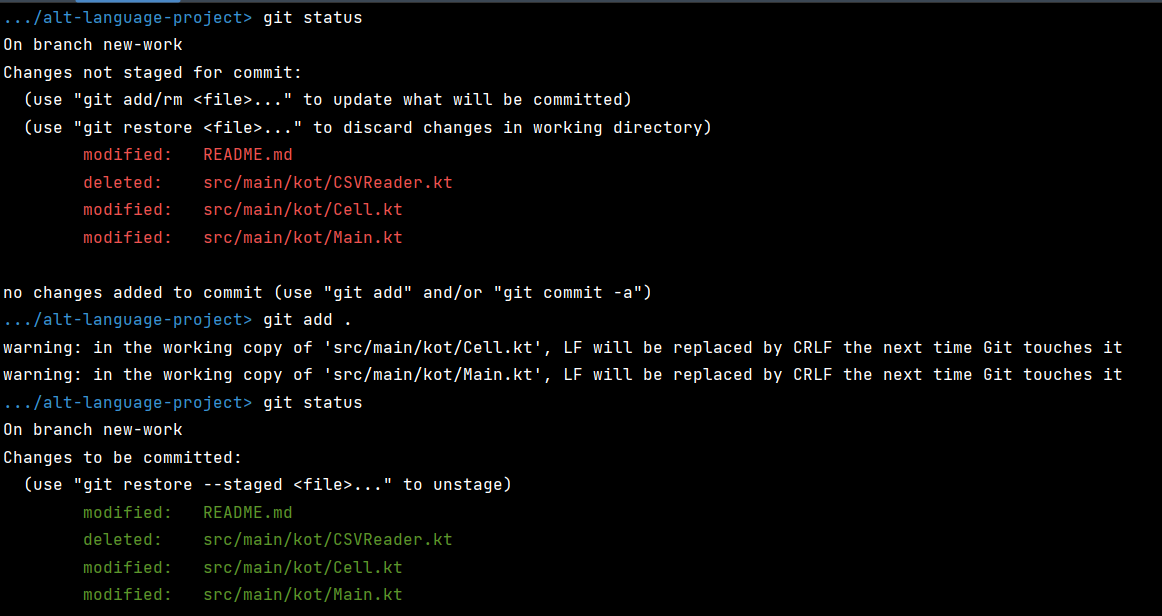 .../alt-language-project> git status
On branch new-work
Changes not staged for commit:
  (use "git add/rm <file>..." to update what will be committed)
  (use "git restore <file>..." to discard changes in working directory)
        modified:   README.md
        deleted:    src/main/kot/CSVReader.kt
        modified:   src/main/kot/Cell.kt
        modified:   src/main/kot/Main.kt

no changes added to commit (use "git add" and/or "git commit -a")
.../alt-language-project> git add .
warning: in the working copy of 'src/main/kot/Cell.kt', LF will be replaced by CRLF the next time Git touches it
warning: in the working copy of 'src/main/kot/Main.kt', LF will be replaced by CRLF the next time Git touches it
.../alt-language-project> git status
On branch new-work
Changes to be committed:
  (use "git restore --staged <file>..." to unstage)
        modified:   README.md
        deleted:    src/main/kot/CSVReader.kt
        modified:   src/main/kot/Cell.kt
        modified:   src/main/kot/Main.kt